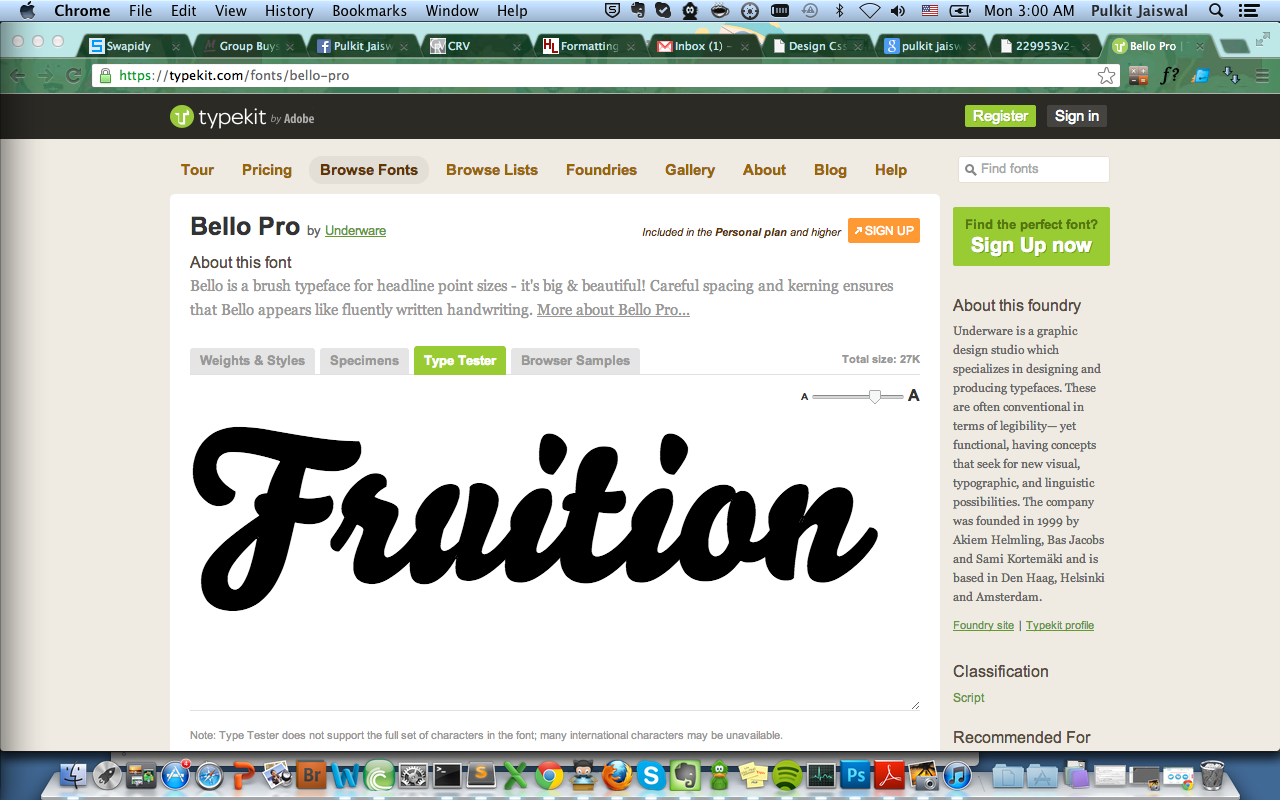 Chrome File Edit View History Bookmarks Window Help Mon 3:00 AM Pulkit Jaiswal
Swapidy Group Buys Pulkit Jaisw CRV Formatting Inbox (1) – Design Css pulkit jaisw 229953v2- Bello Pro |
https://typekit.com/fonts/bello-pro f?
typekit by Adobe Register Sign in
Tour Pricing Browse Fonts Browse Lists Foundries Gallery About Blog Help Find fonts
Bello Pro by Underware
Included in the Personal plan and higher SIGN UP
About this font
Bello is a brush typeface for headline point sizes - it's big & beautiful! Careful spacing and kerning ensures
that Bello appears like fluently written handwriting. More about Bello Pro...
Weights & Styles Specimens Type Tester Browser Samples Total size: 27K
A A
Fruition
Note: Type Tester does not support the full set of characters in the font; many international characters may be unavailable.
Find the perfect font?
Sign Up now
About this foundry
Underware is a graphic
design studio which
specializes in designing and
producing typefaces. These
are often conventional in
terms of legibility— yet
functional, having concepts
that seek for new visual,
typographic, and linguistic
possibilities. The company
was founded in 1999 by
Akiem Helmling, Bas Jacobs
and Sami Kortemäki and is
based in Den Haag, Helsinki
and Amsterdam.
Foundry site | Typekit profile
Classification
Script
Recommended For
Br Ps